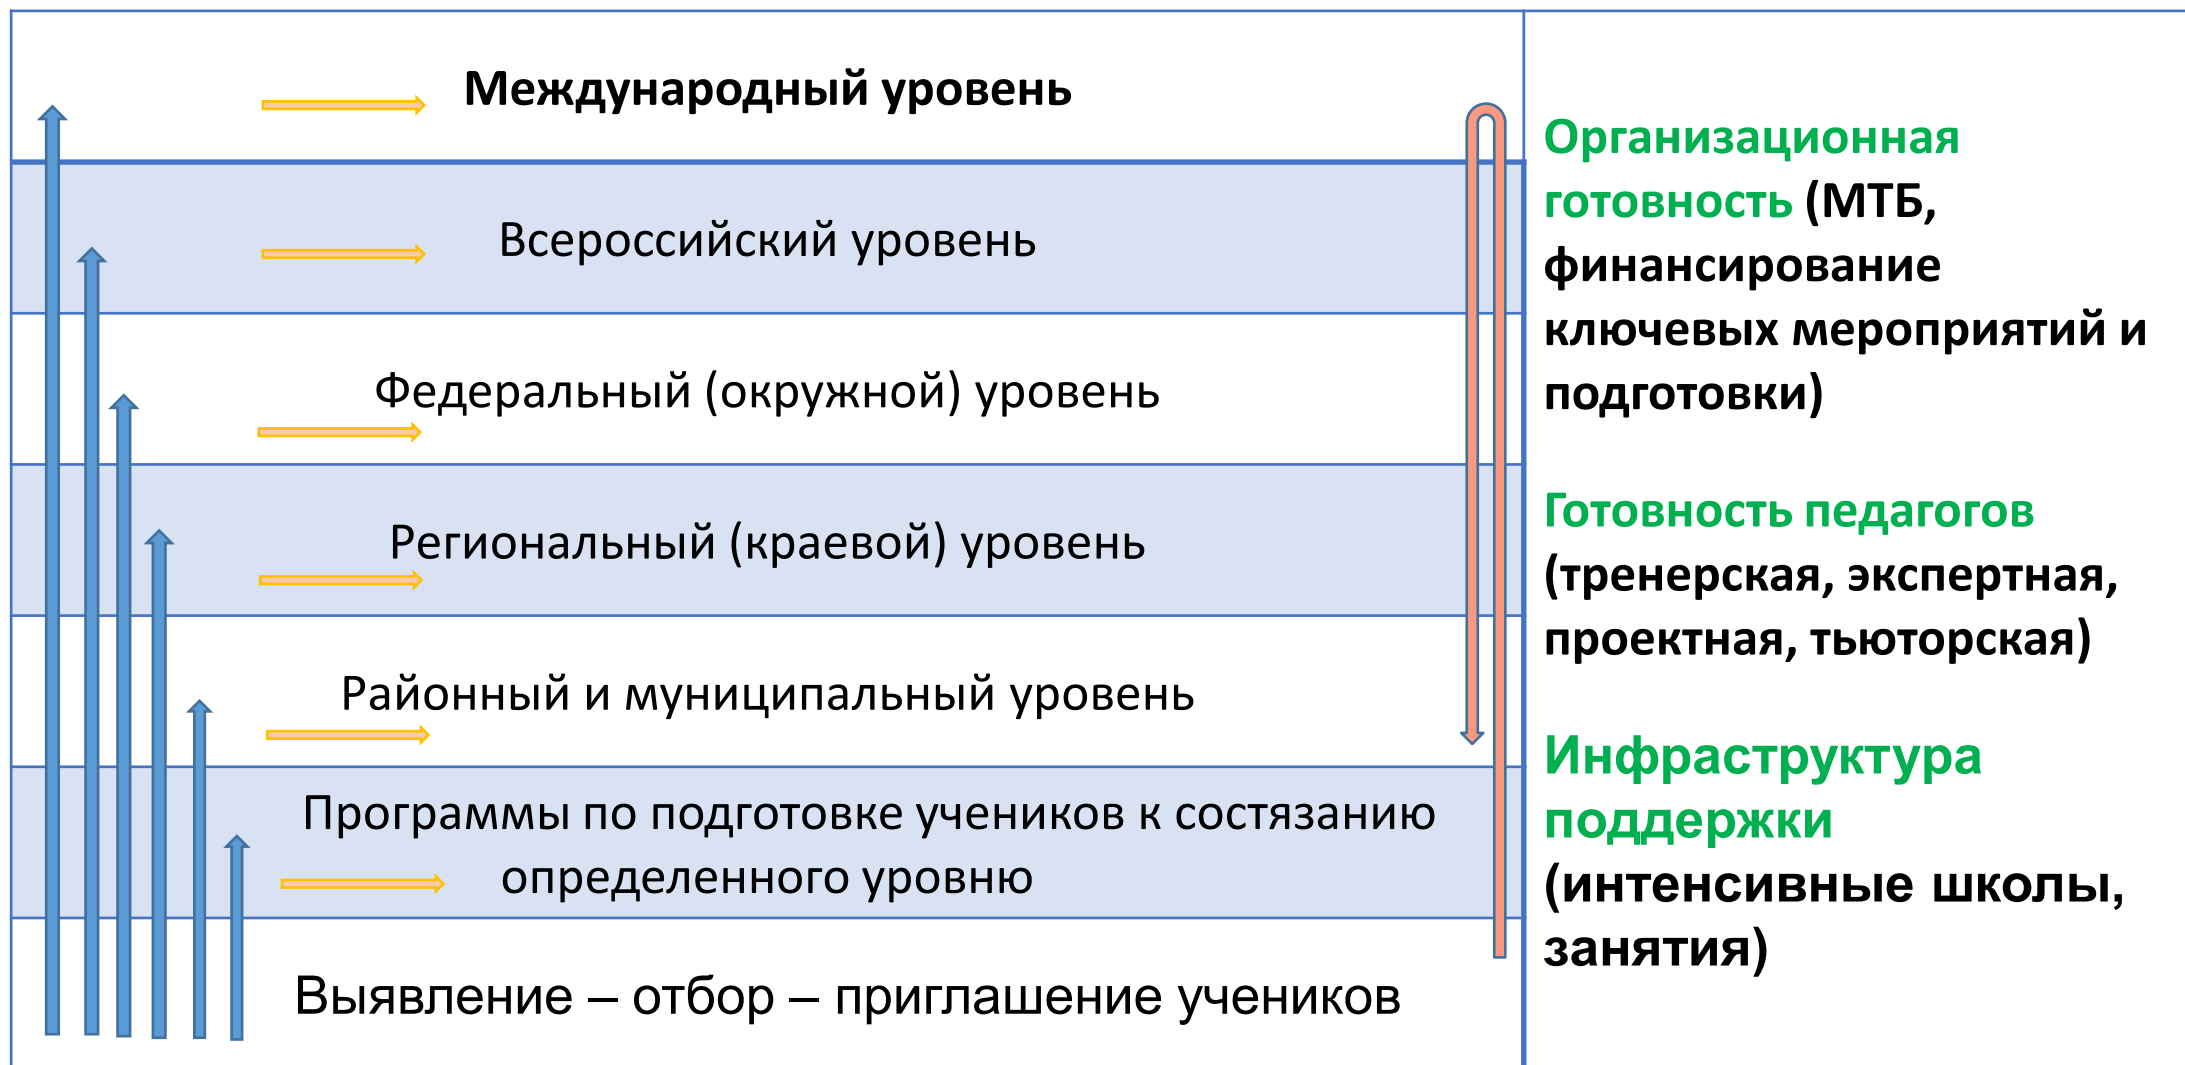 Международный уровень
Всероссийский уровень
Федеральный (окружной) уровень
Региональный (краевой) уровень
Районный и муниципальный уровень
Программы по подготовке учеников к состязанию
определенного уровню
Выявление – отбор – приглашение учеников
Организационная
готовность (МТБ,
финансирование
ключевых мероприятий и
подготовки)
Готовность педагогов
(тренерская, экспертная,
проектная, тьюторская)
Инфраструктура
поддержки
(интенсивные школы,
занятия)